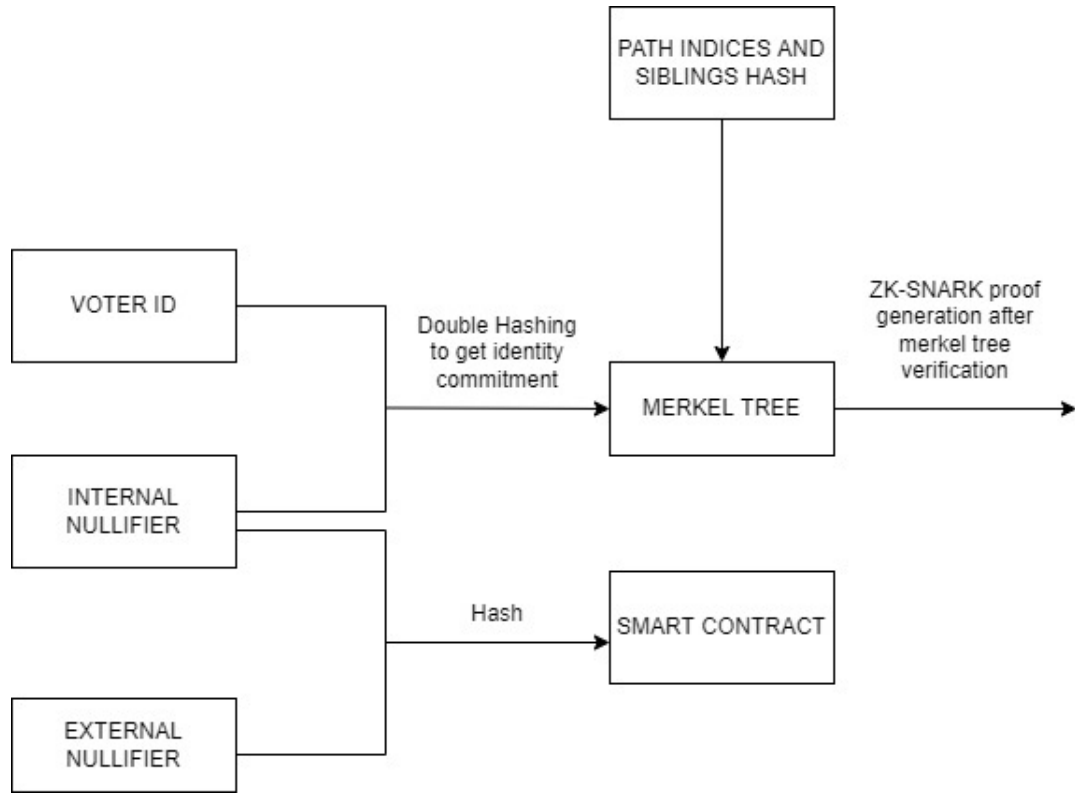 PATH INDICES AND
SIBLINGS HASH
VOTER ID
Double Hashing
to get identity
commitment
ZK-SNARK proof
generation after
merkel tree
verification
MERKEL TREE
INTERNAL
NULLIFIER
Hash
SMART CONTRACT
EXTERNAL
NULLIFIER